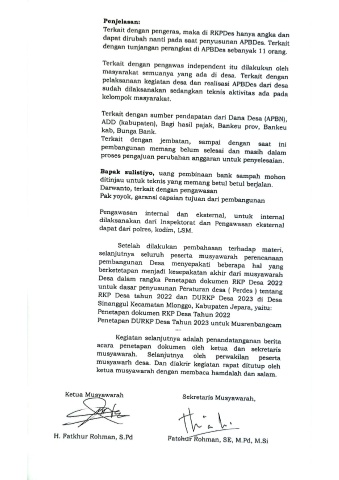 Penjelasan:
Terkait dengan pengeras, maka di RKPDes hanya angka dan
dapat dirubah nanti pada saat penyusunan APBDes. Terkait
dengan tunjangan perangkat di APBDes sebanyak 11 orang.
Terkait dengan pengawas independent itu dilakukan oleh
masyarakat semuanya yang ada di desa. Terkait dengan
pelaksanaan kegiatan desa dan realisasi APBDes dari desa
sudah dilaksanakan sedangkan teknis aktivitas ada pada
kelompok masyarakat.
Terkait dengan sumber pendapatan dari Dana Desa (APBN),
ADD (kabupaten), Bagi hasil pajak, Bankeu prov, Bankeu
kab, Bunga Bank.
Terkait dengan jembatan, sampai dengan saat ini
pembangunan memang belum selesai dan masih dalam
proses pengajuan perubahan anggaran untuk penyelesaian.
Bapak sulistiyo, uang pembinaan bank sampah mohon
ditinjau untuk teknis yang memang betul betul berjalan.
Darwanto, terkait dengan pengawasan
Pak yoyok, garansi capaian tujuan dari pembangunan
Pengawasan internal dan eksternal, untuk internal
dilaksanakan dari Inspektorat dan Pengawasan eksternal
dapat dari polres, kodim, LSM.
Setelah dilakukan pembahasan terhadap materi,
selanjutnya seluruh peserta musyawarah perencanaan
pembangunan Desa menyepakati beberapa hal yang
berketetapan menjadi kesepakatan akhir dari musyawarah
Desa dalam rangka Penetapan dokumen RKP Desa 2022
untuk dasar penyusunan Peraturan desa ( Perdes ) tentang
RKP Desa tahun 2022 dan DURKP Desa 2023 di Desa
Sinanggul Kecamatan Mlonggo, Kabupaten Jepara, yaitu:
Penetapan dokumen RKP Desa Tahun 2022
Penetapan DURKP Desa Tahun 2023 untuk Musrenbangcam
Kegiatan selanjutnya adalah penandatanganan berita
acara penetapan dokumen oleh ketua dan sekretaris
musyawarah. Selanjutnya oleh perwakilan peserta
musyawarh desa. Dan diakrir kegiatan rapat ditutup oleh
ketua musyawarah dengan membaca hamdalah dan salam.
Ketua Musyawarah
Sekretaris Musyawarah,
H. Fatkhur Rohman, S.Pd
Fatchur Rohman, SE, M.Pd, M.Si